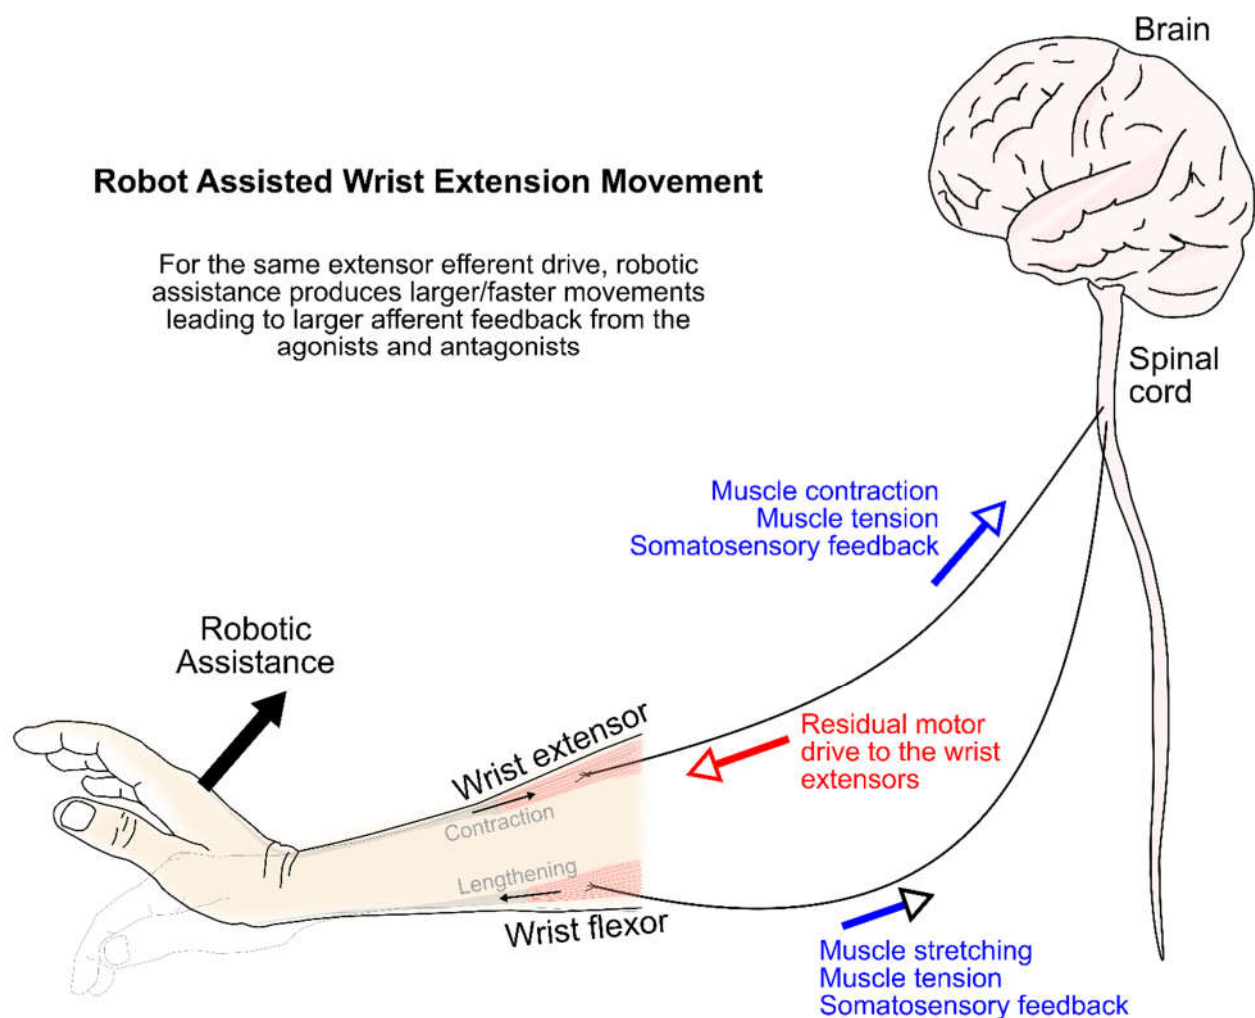 Brain
Robot Assisted Wrist Extension Movement
For the same extensor efferent drive, robotic
assistance produces larger/faster movements
leading to larger afferent feedback from the
agonists and antagonists
Spinal
cord
Muscle contraction
Muscle tension
Somatosensory feedback
Robotic
Assistance
Wrist extensor
Residual motor
drive to the wrist
extensors
Contraction
Lengthening
Wrist flexor
Muscle stretching
Muscle tension
Somatosensory feedback